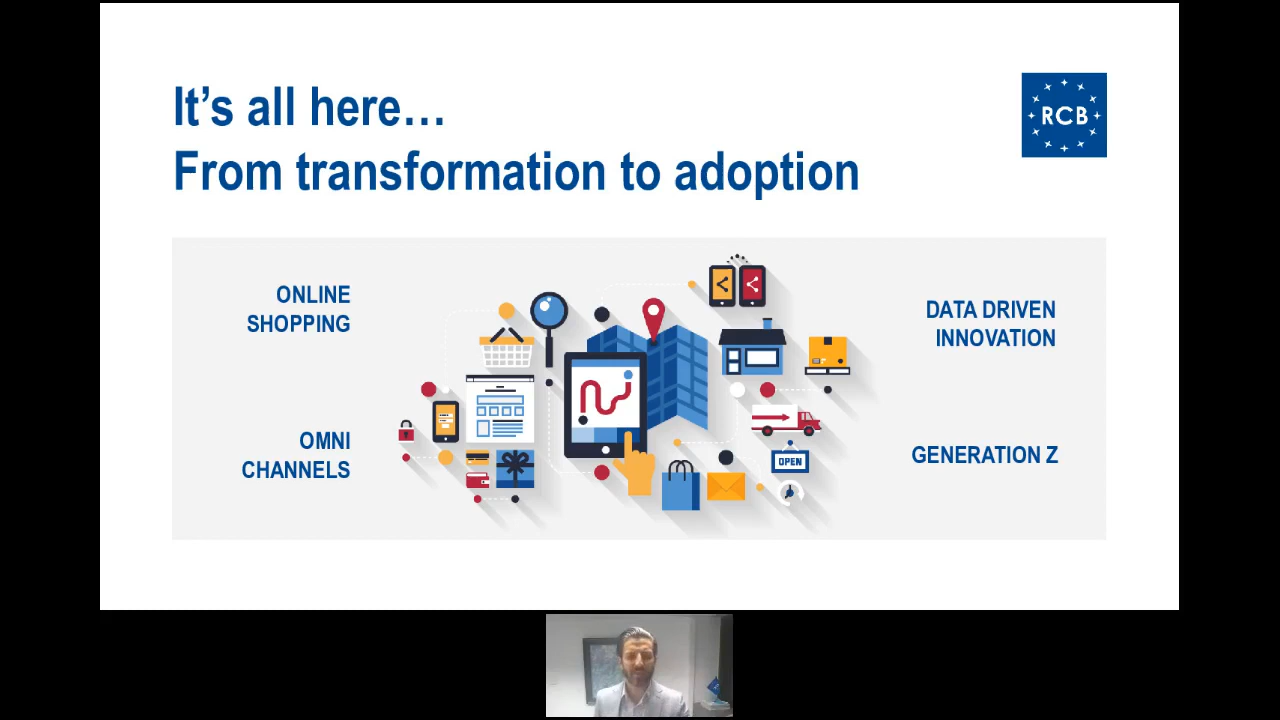 It's all here…
From transformation to adoption
RCB
ONLINE
SHOPPING
DATA DRIVEN
INNOVATION
OMNI
CHANNELS
GENERATION Z
OPEN